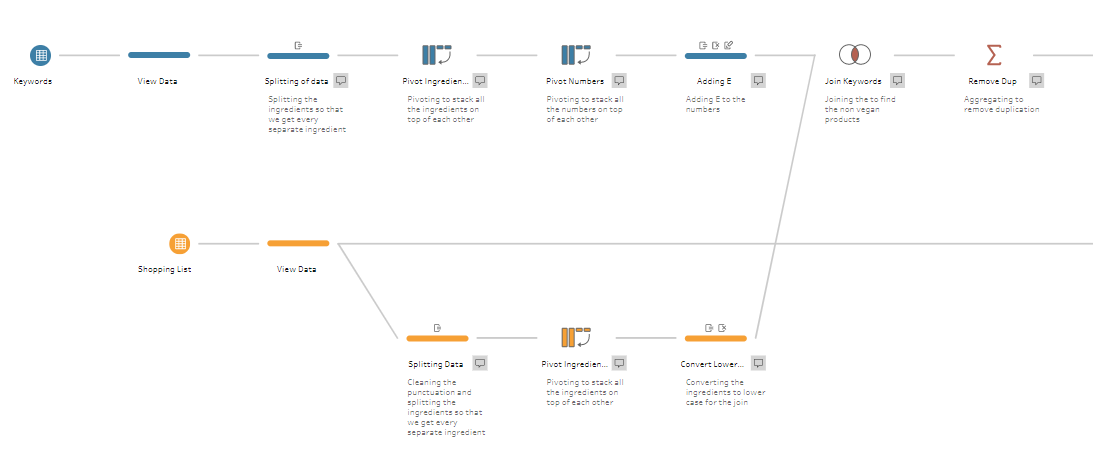 Keywords
View Data
Splitting of data
Splitting the
ingredients so that
we get every
separate ingredient
Pivot Ingredien...
Pivoting to stack all
the ingredients on
top of each other
Pivot Numbers
Pivoting to stack all
the numbers on top
of each other
Adding E
Adding E to the
numbers
Join Keywords
Joining the to find
the non vegan
products
Remove Dup
Aggregating to
remove duplication
Shopping List
View Data
Splitting Data
Cleaning the
punctuation and
splitting the
ingredients so that
we get every
separate ingredient
Pivot Ingredien...
Pivoting to stack all
the ingredients on
top of each other
Convert Lower...
Converting the
ingredients to lower
case for the join